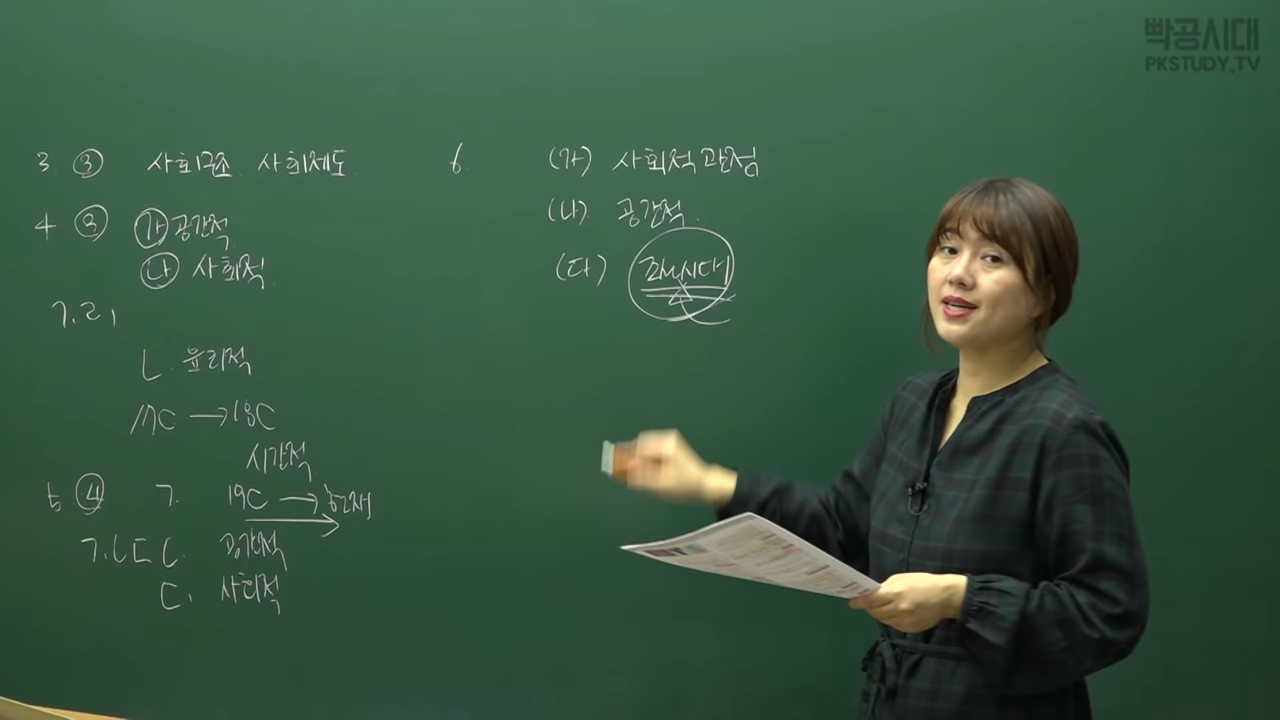 빡공시대
PKSTUDY.TV
3. ③ 사회구조 사회제도
4 ③ 가 공간적
나 사회적
ㄱ.ㄹ,
ㄴ. 윤리적
17C → 18C
시간적
5 ④ ㄱ. 19C → 현재
ㄱ.ㄴㄷ ㄴ. 공간적
ㄷ. 사회적
6. (가) 사회적 관점
(나) 공간적.
(다) 조선시대